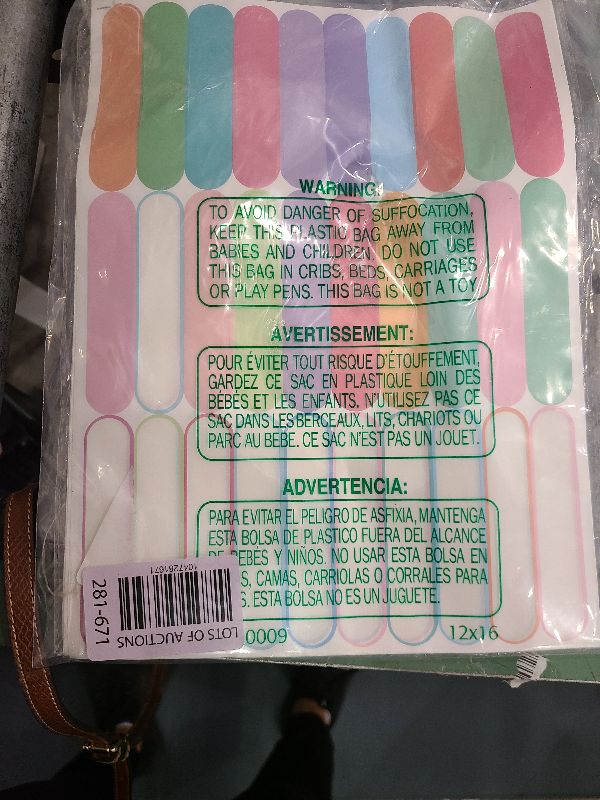 WARNING:
TO AVOID DANGER OF SUFFOCATION,
KEEP THIS PLASTIC BAG AWAY FROM
BABIES AND CHILDREN. DO NOT USE
THIS BAG IN CRIBS, BEDS, CARRIAGES
OR PLAY PENS. THIS BAG IS NOT A TOY
AVERTISSEMENT:
POUR ÉVITER TOUT RISQUE D'ÉTOUFFEMENT,
GARDEZ CE SAC EN PLASTIQUE LOIN DES
BÉBÉS ET LES ENFANTS. N'UTILISEZ PAS CE
SAC DANS LES BERCEAUX, LITS, CHARIOTS OU
PARC AU BEBE. CE SAC N'EST PAS UN JOUET.
ADVERTENCIA:
PARA EVITAR EL PELIGRO DE ASFIXIA, MANTENGA
ESTA BOLSA DE PLASTICO FUERA DEL ALCANCE
DE BEBÉS Y NIÑOS. NO USAR ESTA BOLSA EN
S, CAMAS, CARRIOLAS O CORRALES PARA
S. ESTA BOLSA NO ES UN JUGUETE.
0009 12x16
1047261671
LOTS OF AUCTIONS
281-671